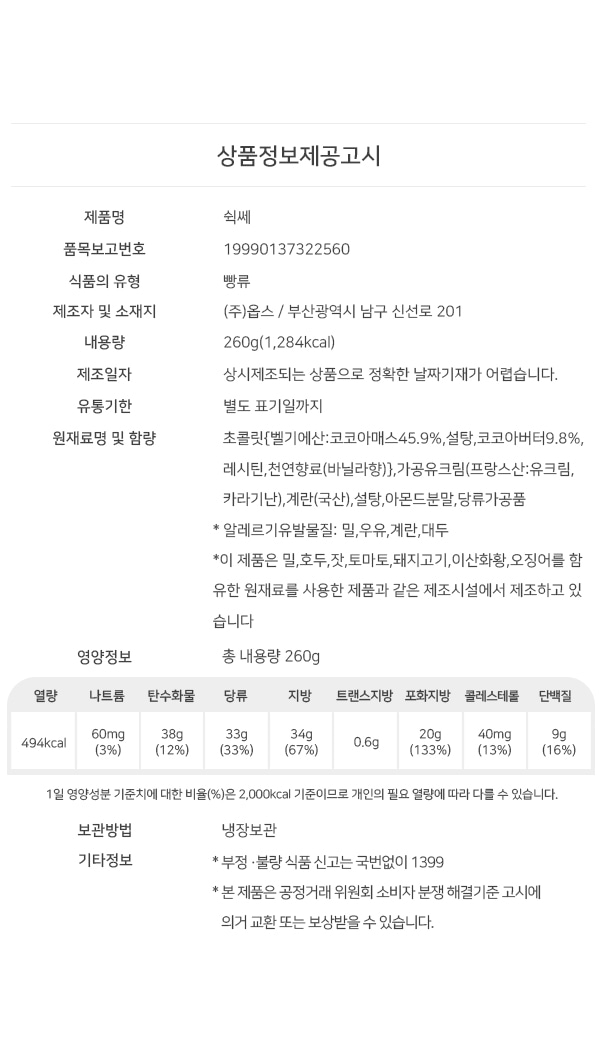 상품정보제공고시
제품명 쉭쎄
품목보고번호 19990137322560
식품의 유형 빵류
제조자 및 소재지 (주)옵스 / 부산광역시 남구 신선로 201
내용량 260g(1,284kcal)
제조일자 상시제조되는 상품으로 정확한 날짜기재가 어렵습니다.
유통기한 별도 표기일까지
원재료명 및 함량 초콜릿{벨기에산:코코아매스45.9%,설탕,코코아버터9.8%,
레시틴,천연향료(바닐라향)},가공유크림(프랑스산:유크림,
카라기난),계란(국산),설탕,아몬드분말,당류가공품
* 알레르기유발물질: 밀,우유,계란,대두
*이 제품은 밀,호두,잣,토마토,돼지고기,이산화황,오징어를 함
유한 원재료를 사용한 제품과 같은 제조시설에서 제조하고 있
습니다
영양정보 총 내용량 260g
열량 나트륨 탄수화물 당류 지방 트랜스지방 포화지방 콜레스테롤 단백질
494kcal 60mg (3%) 38g (12%) 33g (33%) 34g (67%) 0.6g 20g (133%) 40mg (13%) 9g (16%)
1일 영양성분 기준치에 대한 비율(%)은 2,000kcal 기준이므로 개인의 필요 열량에 따라 다를 수 있습니다.
보관방법 냉장보관
기타정보 * 부정 ·불량 식품 신고는 국번없이 1399
* 본 제품은 공정거래 위원회 소비자 분쟁 해결기준 고시에
의거 교환 또는 보상받을 수 있습니다.